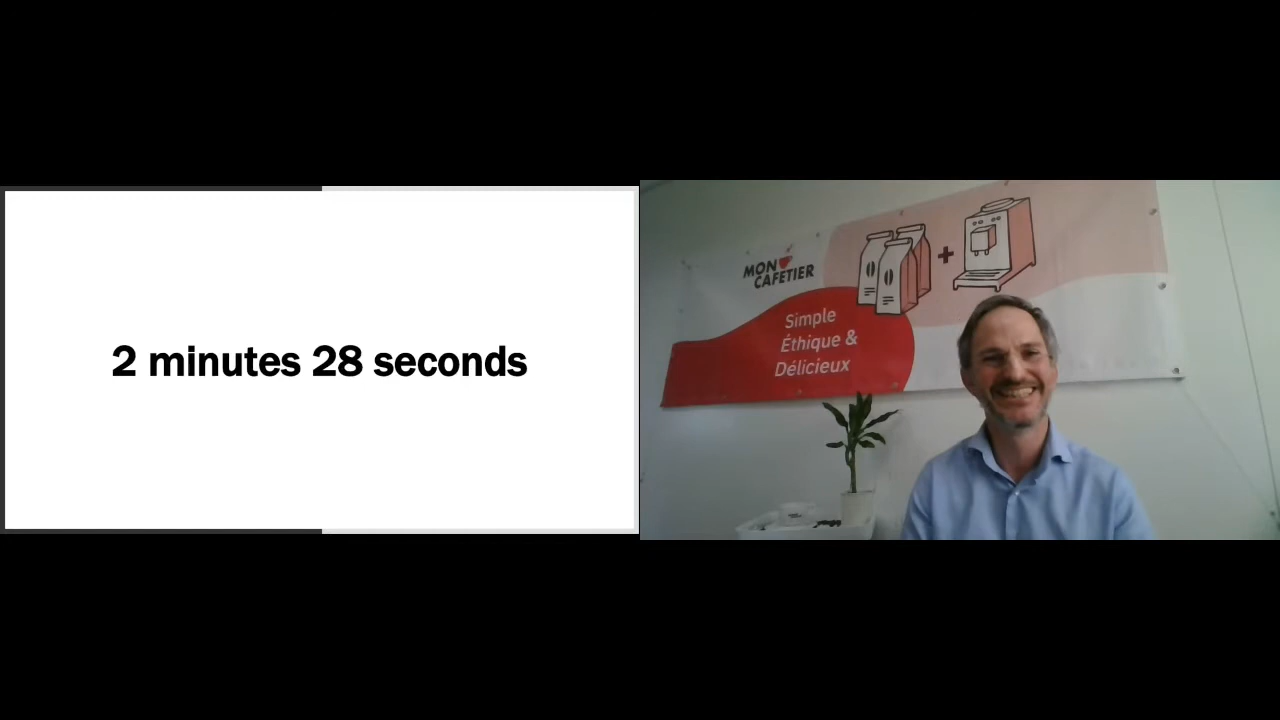 2 minutes 28 seconds
MON
CAFETIER
Simple
Éthique &
Délicieux